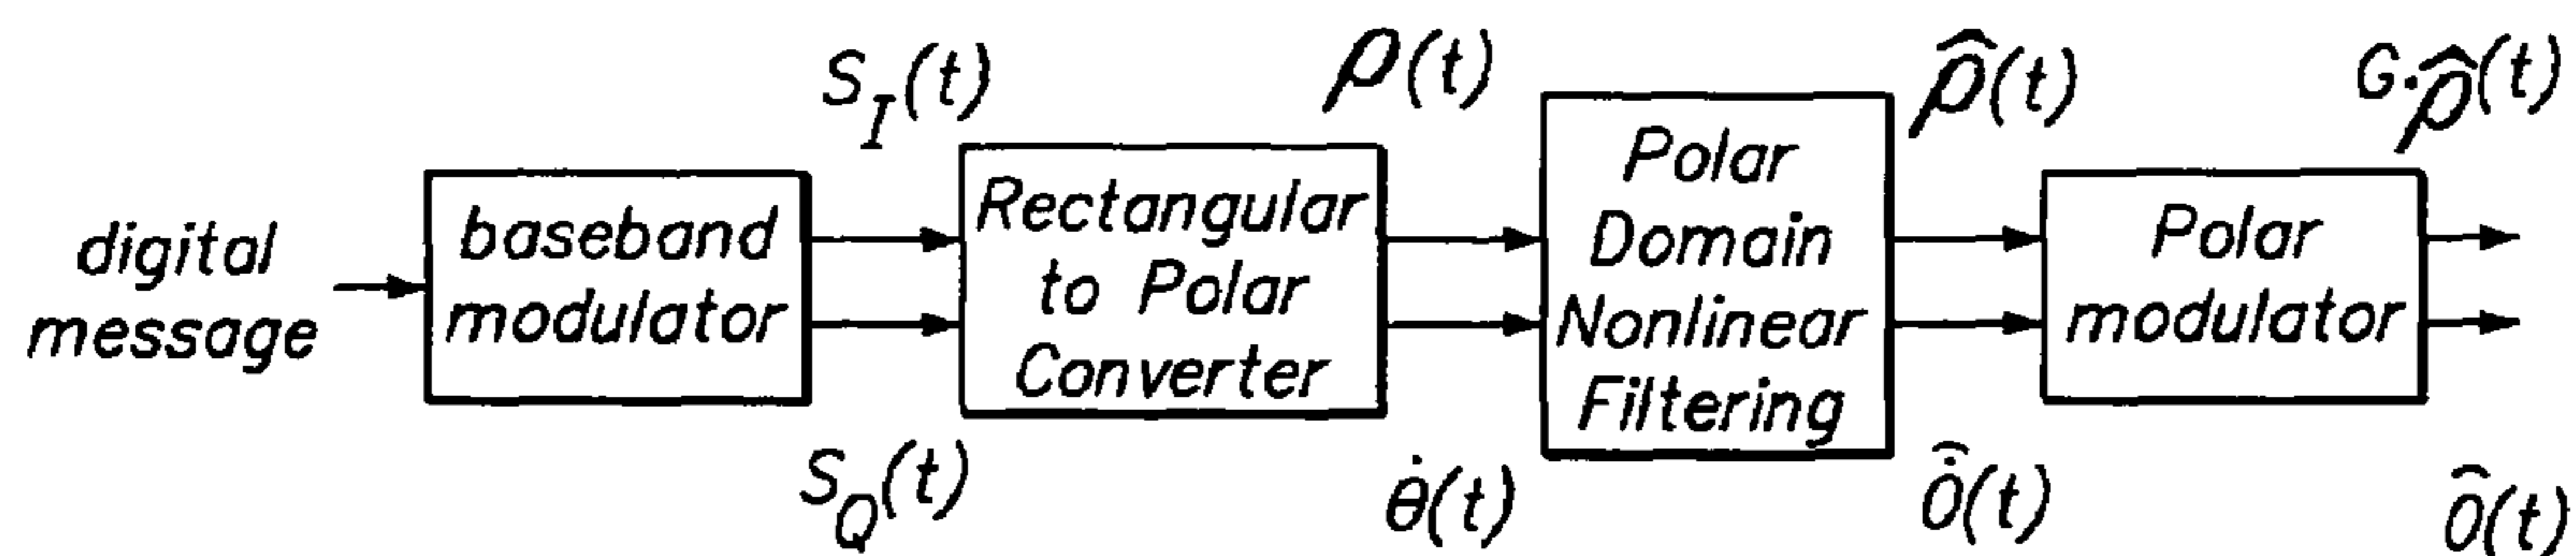 digital
message
baseband
modulator
S_I(t)
S_Q(t)
Rectangular
to Polar
Converter
ρ(t)
θ̇(t)
Polar
Domain
Nonlinear
Filtering
ρ̂(t)
ô̇(t)
Polar
modulator
G·ρ̂(t)
ô(t)